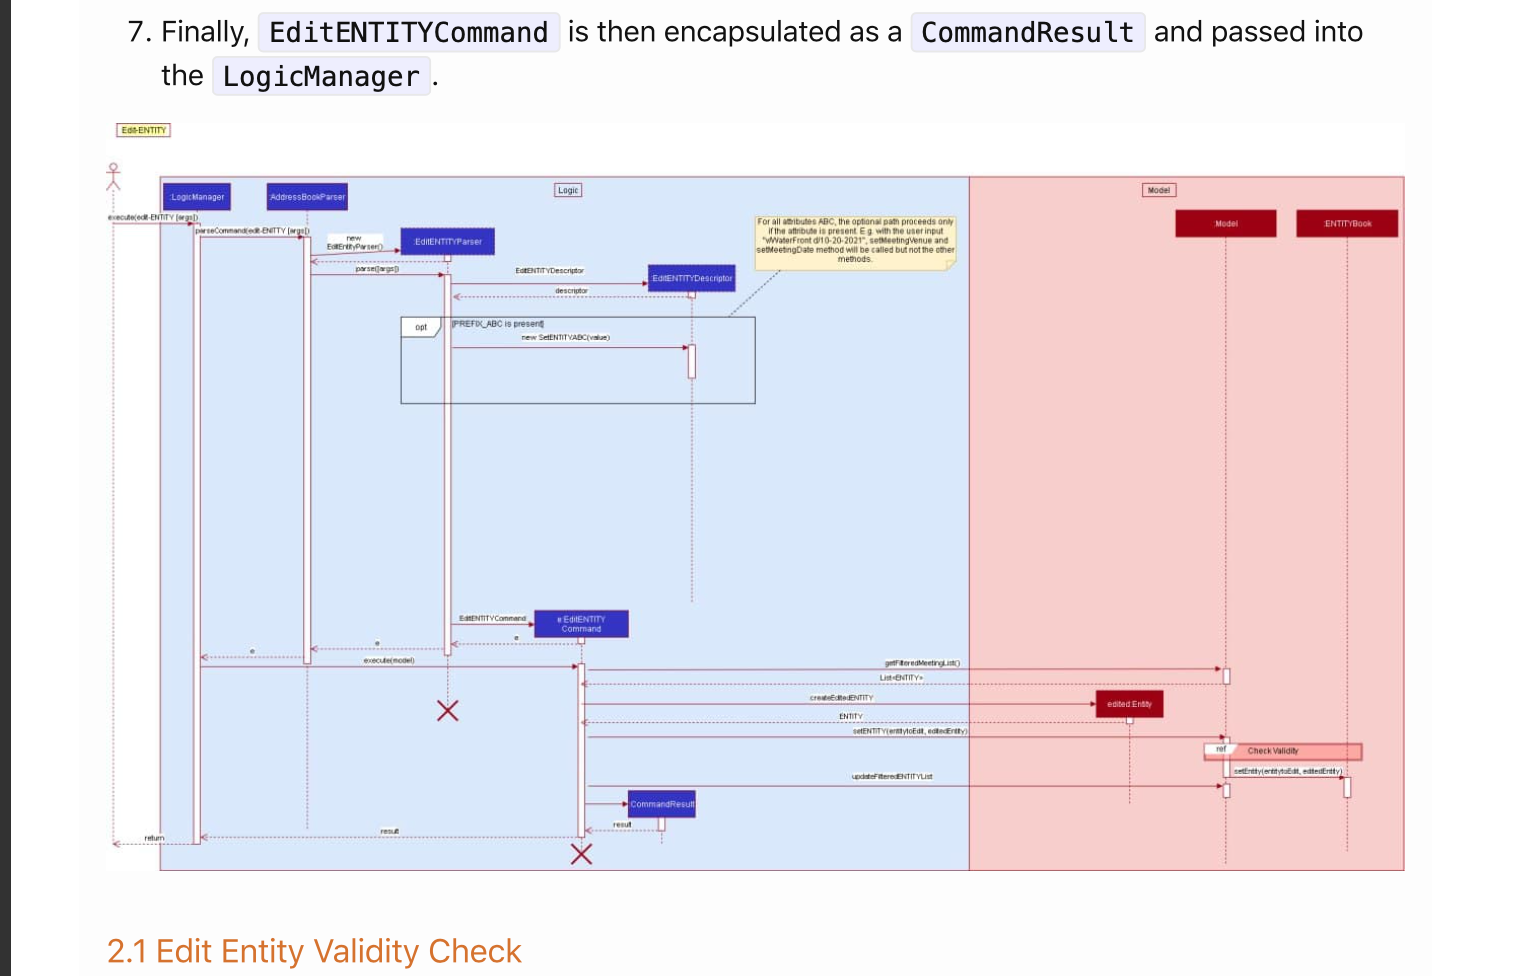 7. Finally, EditENTITYCommand is then encapsulated as a CommandResult and passed into
the LogicManager.
Edit-ENTITY
Logic
Model
:LogicManager
:AddressBookParser
execute(edit-ENTITY [args])
parseCommand(edit-ENTITY [args])
new
EditEntityParser()
:EditENTITYParser
:Model
:ENTITYBook
For all attributes ABC, the optional path proceeds only
if the attribute is present. E.g. with the user input
"v/WaterFront d/10-20-2021", setMeetingVenue and
setMeetingDate method will be called but not the other
methods.
parse([args])
EditENTITYDescriptor
:EditENTITYDescriptor
descriptor
opt
[PREFIX_ABC is present]
new SetENTITYABC(value)
EditENTITYCommand
e:EditENTITY
Command
e
e
e
execute(model)
getFilteredMeetingList()
List<ENTITY>
createEditedENTITY
edited:Entity
ENTITY
setENTITY(entitytoEdit, editedEntity)
ref
Check Validity
setEntity(entitytoEdit, editedEntity)
updateFilteredENTITYList
:CommandResult
result
result
return
2.1 Edit Entity Validity Check